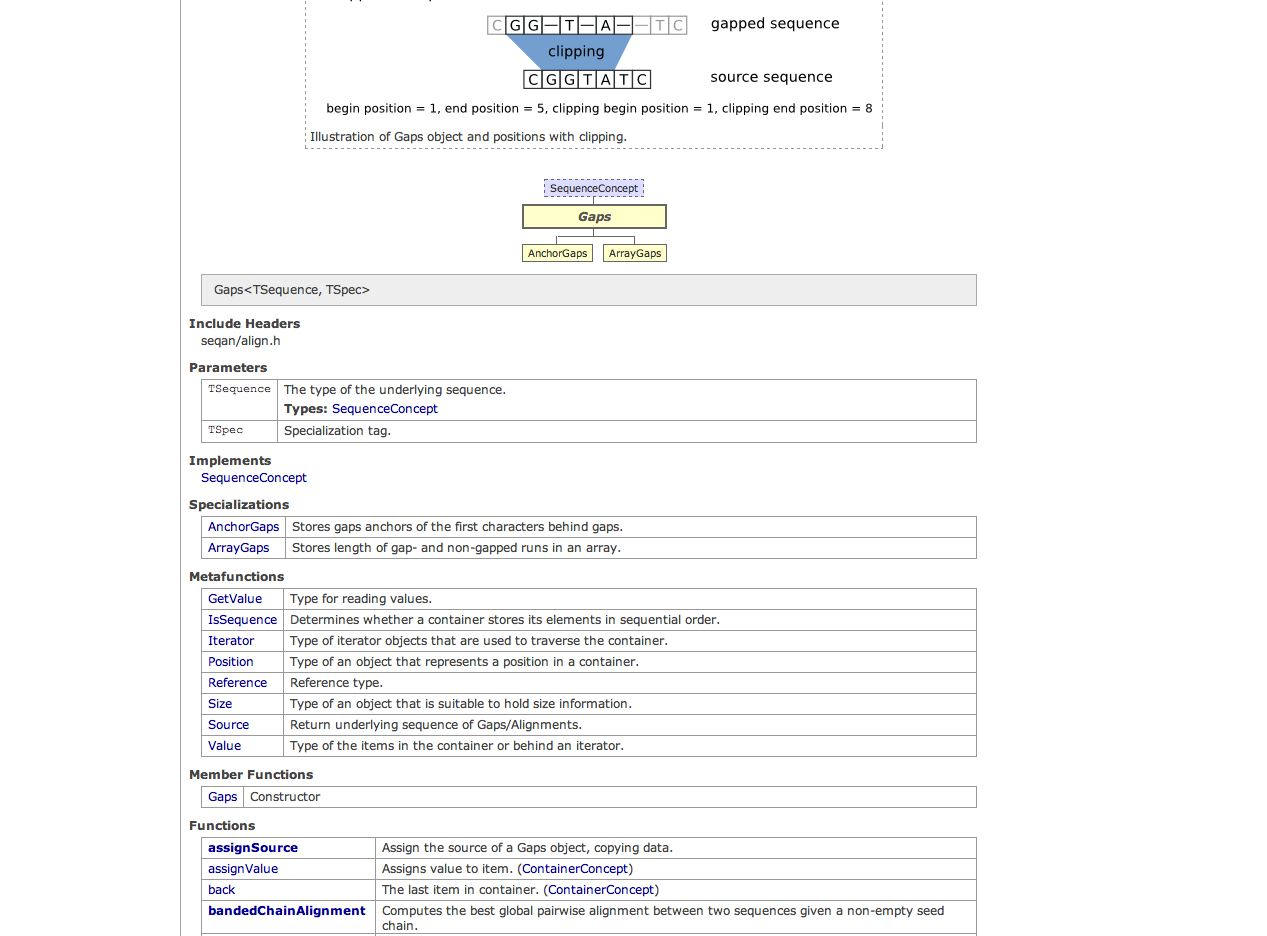 CGG—T—A——TC gapped sequence
clipping
CGGTATC source sequence
begin position = 1, end position = 5, clipping begin position = 1, clipping end position = 8
Illustration of Gaps object and positions with clipping.
SequenceConcept
Gaps
AnchorGaps ArrayGaps
Gaps<TSequence, TSpec>
Include Headers
seqan/align.h
Parameters
TSequence The type of the underlying sequence.
Types: SequenceConcept
TSpec Specialization tag.
Implements
SequenceConcept
Specializations
AnchorGaps Stores gaps anchors of the first characters behind gaps.
ArrayGaps Stores length of gap- and non-gapped runs in an array.
Metafunctions
GetValue Type for reading values.
IsSequence Determines whether a container stores its elements in sequential order.
Iterator Type of iterator objects that are used to traverse the container.
Position Type of an object that represents a position in a container.
Reference Reference type.
Size Type of an object that is suitable to hold size information.
Source Return underlying sequence of Gaps/Alignments.
Value Type of the items in the container or behind an iterator.
Member Functions
Gaps Constructor
Functions
assignSource Assign the source of a Gaps object, copying data.
assignValue Assigns value to item. (ContainerConcept)
back The last item in container. (ContainerConcept)
bandedChainAlignment Computes the best global pairwise alignment between two sequences given a non-empty seed
chain.